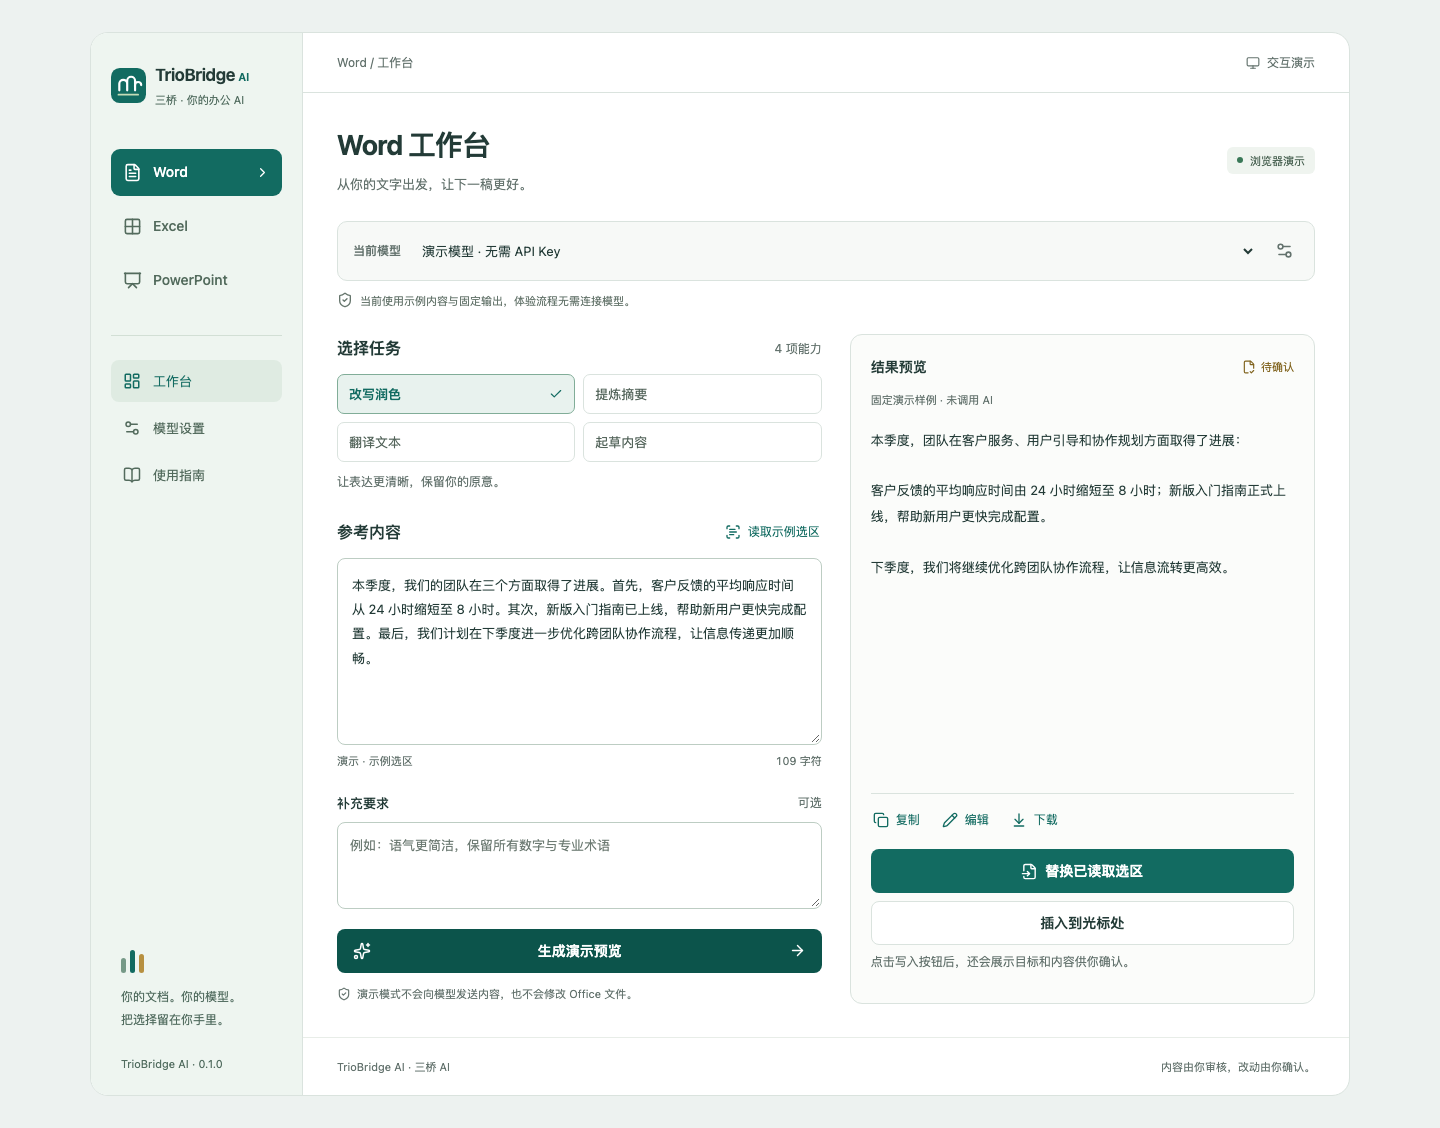 TrioBridge AI
三桥 · 你的办公 AI
Word
Excel
PowerPoint
工作台
模型设置
使用指南
你的文档。你的模型。
把选择留在你手里。
TrioBridge AI · 0.1.0
Word / 工作台
交互演示
Word 工作台
从你的文字出发，让下一稿更好。
浏览器演示
当前模型
演示模型 · 无需 API Key
当前使用示例内容与固定输出，体验流程无需连接模型。
选择任务
4 项能力
改写润色
提炼摘要
翻译文本
起草内容
让表达更清晰，保留你的原意。
参考内容
读取示例选区
本季度，我们的团队在三个方面取得了进展。首先，客户反馈的平均响应时间
从 24 小时缩短至 8 小时。其次，新版入门指南已上线，帮助新用户更快完成配
置。最后，我们计划在下季度进一步优化跨团队协作流程，让信息传递更加顺
畅。
演示 · 示例选区
109 字符
补充要求
可选
例如：语气更简洁，保留所有数字与专业术语
生成演示预览
演示模式不会向模型发送内容，也不会修改 Office 文件。
结果预览
待确认
固定演示样例 · 未调用 AI
本季度，团队在客户服务、用户引导和协作规划方面取得了进展：
客户反馈的平均响应时间由 24 小时缩短至 8 小时；新版入门指南正式上
线，帮助新用户更快完成配置。
下季度，我们将继续优化跨团队协作流程，让信息流转更高效。
复制
编辑
下载
替换已读取选区
插入到光标处
点击写入按钮后，还会展示目标和内容供你确认。
TrioBridge AI · 三桥 AI
内容由你审核，改动由你确认。